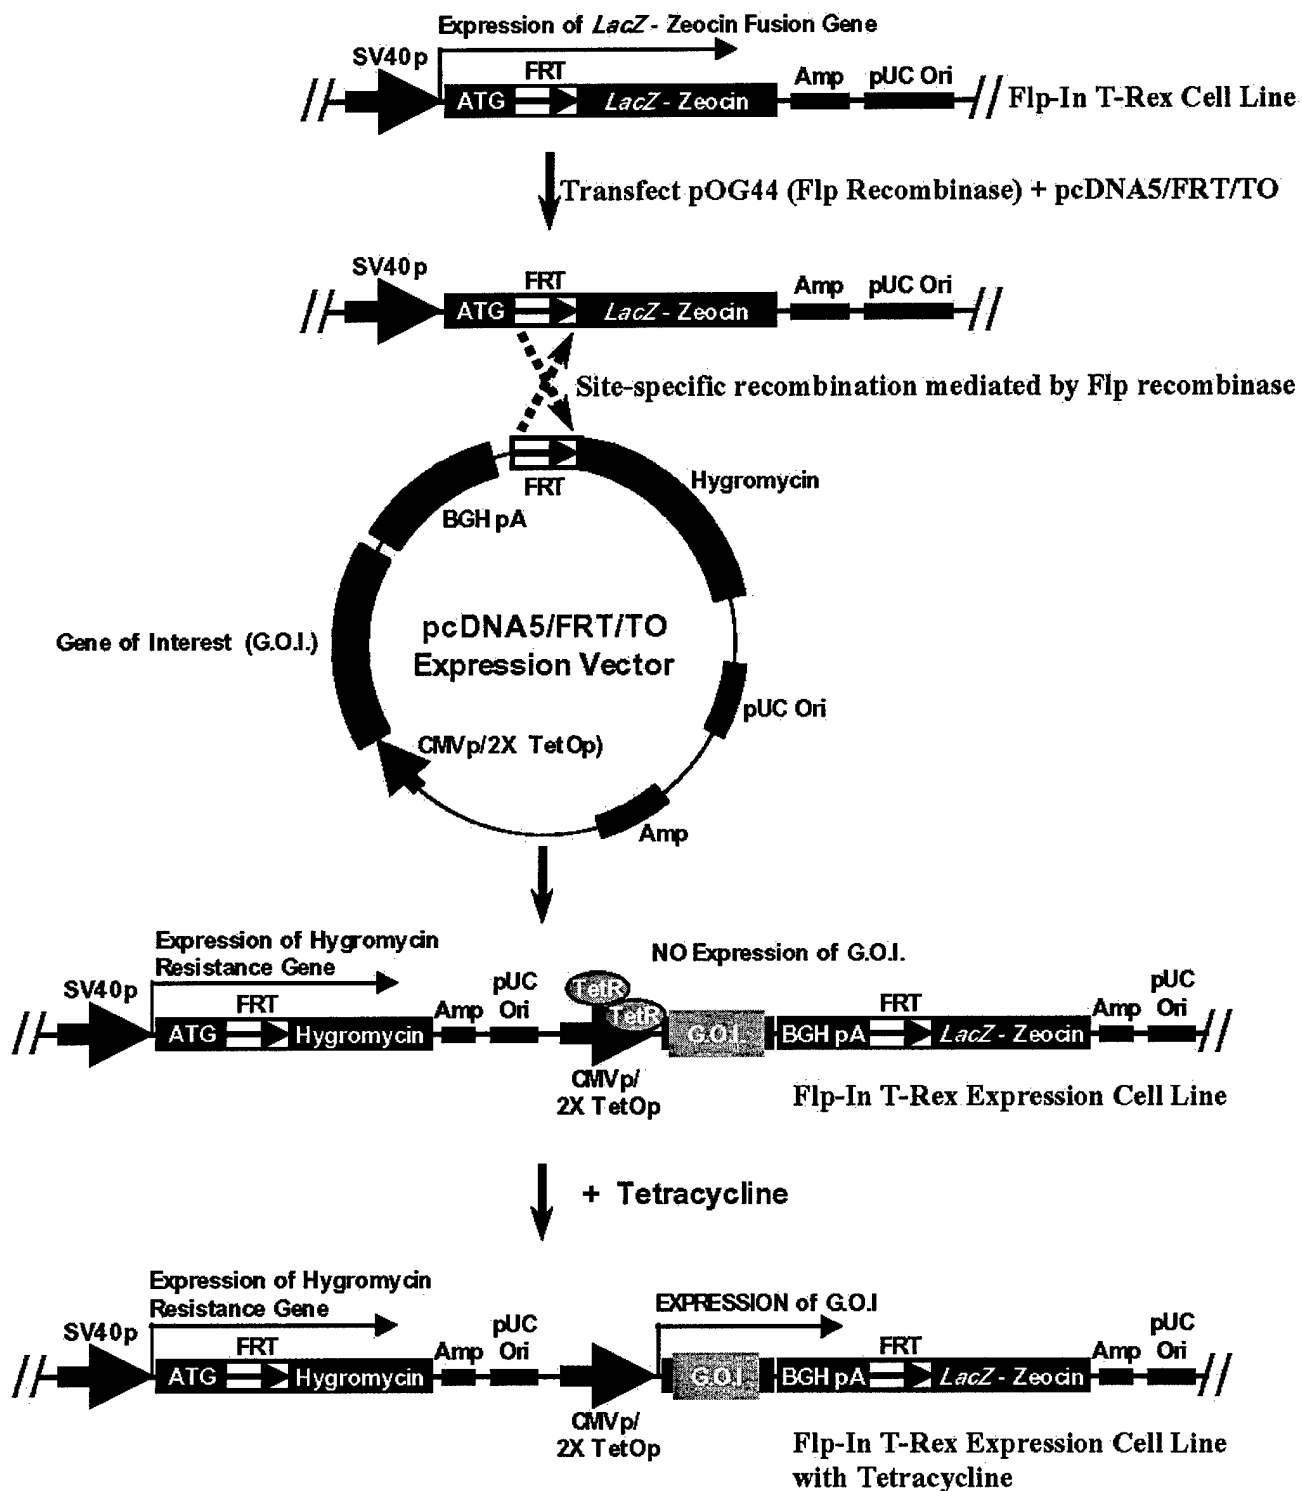 Expression of LacZ - Zeocin Fusion Gene
SV40p
FRT
Amp
pUC Ori
ATG
LacZ - Zeocin
Flp-In T-Rex Cell Line
Transfect pOG44 (Flp Recombinase) + pcDNA5/FRT/TO
SV40p
FRT
Amp
pUC Ori
ATG
LacZ - Zeocin
Site-specific recombination mediated by Flp recombinase
FRT
Hygromycin
BGH pA
Gene of Interest (G.O.I.)
pcDNA5/FRT/TO
Expression Vector
pUC Ori
CMVp/2X TetOp)
Amp
Expression of Hygromycin
Resistance Gene
NO Expression of G.O.I.
SV40p
FRT
Amp
pUC
Ori
TetR
TetR
FRT
Amp
pUC
Ori
ATG
Hygromycin
G.O.I.
BGH pA
LacZ - Zeocin
CMVp/
2X TetOp
Flp-In T-Rex Expression Cell Line
+ Tetracycline
Expression of Hygromycin
Resistance Gene
EXPRESSION of G.O.I
SV40p
FRT
Amp
pUC
Ori
FRT
Amp
pUC
Ori
ATG
Hygromycin
G.O.I.
BGH pA
LacZ - Zeocin
CMVp/
2X TetOp
Flp-In T-Rex Expression Cell Line
with Tetracycline